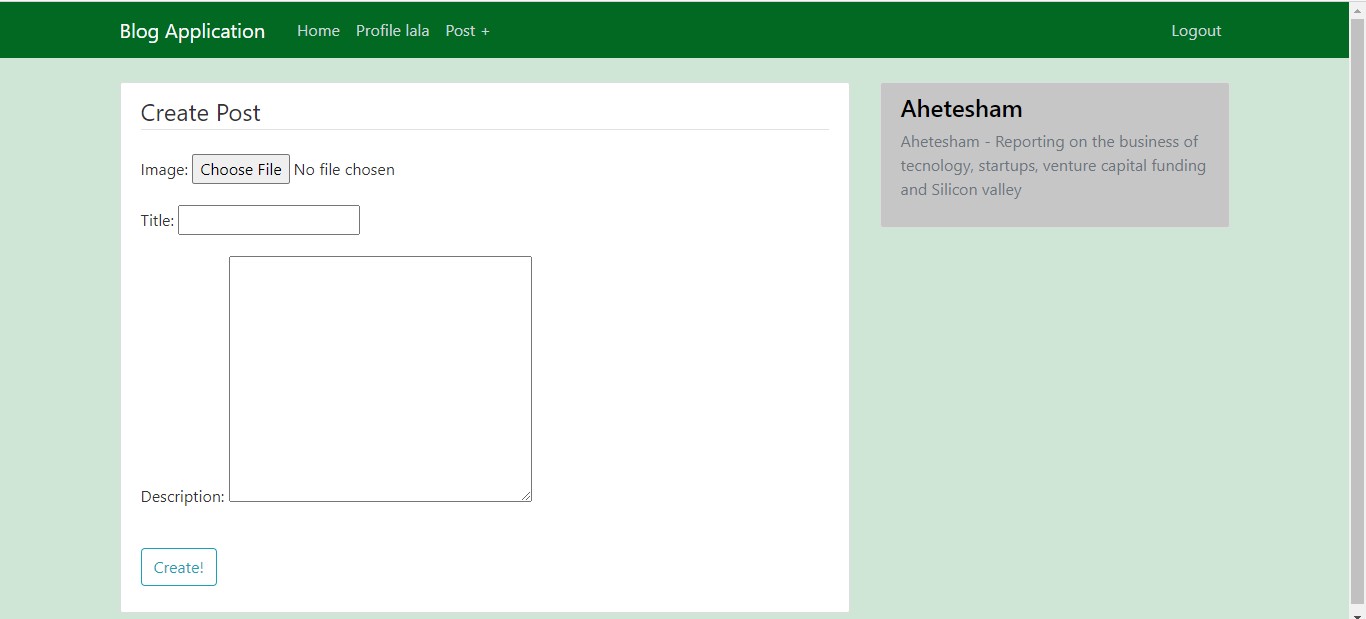 Blog Application Home Profile lala Post + Logout
Create Post
Image: Choose File No file chosen
Title:
Description:
Create!
Ahetesham
Ahetesham - Reporting on the business of
tecnology, startups, venture capital funding
and Silicon valley